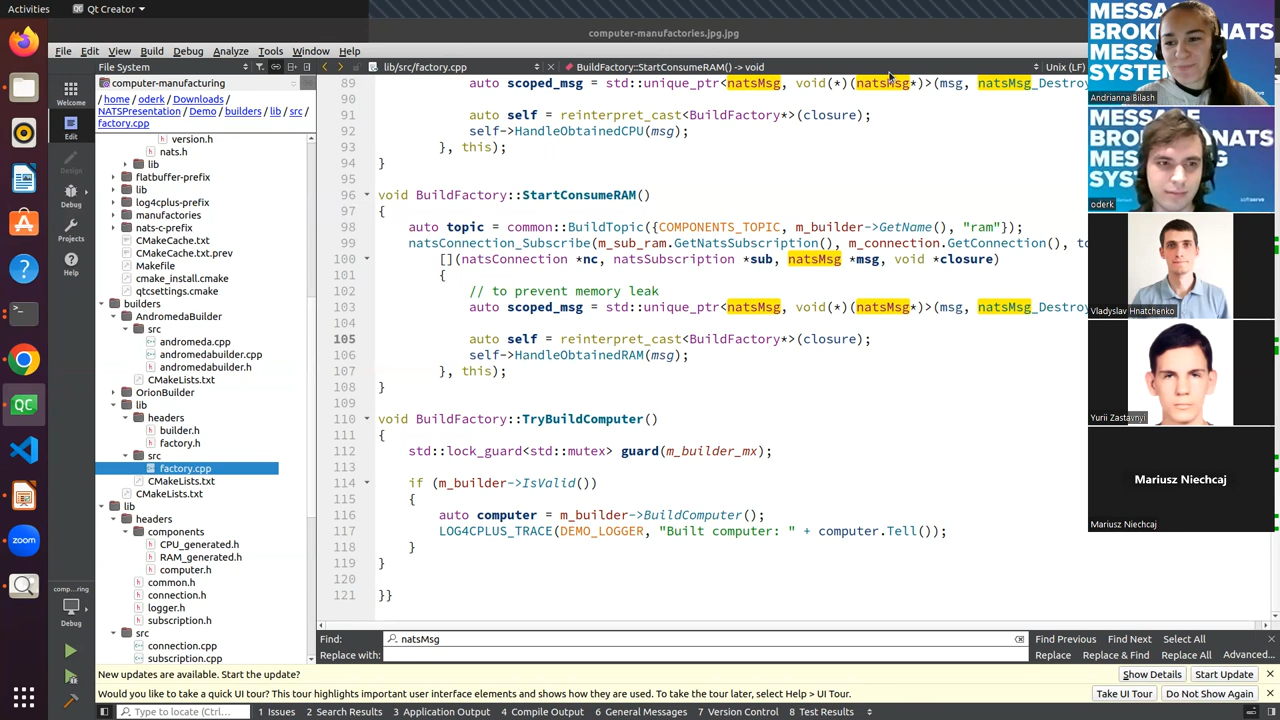 Activities
Qt Creator
computer-manufactories.jpg.jpg
File Edit View Build Debug Analyze Tools Window Help
File System
lib/src/factory.cpp
BuildFactory::StartConsumeRAM() -> void
Unix (LF)
computer-manufacturing
/ home / oderk / Downloads /
NATSPresentation / Demo / builders / lib / src /
factory.cpp
Welcome
Edit
Design
Debug
Projects
Help
version.h
nats.h
lib
flatbuffer-prefix
lib
log4cplus-prefix
manufactories
nats-c-prefix
CMakeCache.txt
CMakeCache.txt.prev
Makefile
cmake_install.cmake
qtcsettings.cmake
builders
AndromedaBuilder
src
andromeda.cpp
andromedabuilder.cpp
andromedabuilder.h
CMakeLists.txt
OrionBuilder
lib
headers
builder.h
factory.h
src
factory.cpp
CMakeLists.txt
CMakeLists.txt
lib
headers
components
CPU_generated.h
RAM_generated.h
computer.h
common.h
connection.h
logger.h
subscription.h
src
connection.cpp
subscription.cpp
comp...ring
Debug
89 auto scoped_msg = std::unique_ptr<natsMsg, void(*)(natsMsg*)>(msg, natsMsg_Destroy
90
91 auto self = reinterpret_cast<BuildFactory*>(closure);
92 self->HandleObtainedCPU(msg);
93 }, this);
94 }
95
96 void BuildFactory::StartConsumeRAM()
97 {
98 auto topic = common::BuildTopic({COMPONENTS_TOPIC, m_builder->GetName(), "ram"});
99 natsConnection_Subscribe(m_sub_ram.GetNatsSubscription(), m_connection.GetConnection(), to
100 [](natsConnection *nc, natsSubscription *sub, natsMsg *msg, void *closure)
101 {
102 // to prevent memory leak
103 auto scoped_msg = std::unique_ptr<natsMsg, void(*)(natsMsg*)>(msg, natsMsg_Destroy
104
105 auto self = reinterpret_cast<BuildFactory*>(closure);
106 self->HandleObtainedRAM(msg);
107 }, this);
108 }
109
110 void BuildFactory::TryBuildComputer()
111 {
112 std::lock_guard<std::mutex> guard(m_builder_mx);
113
114 if (m_builder->IsValid())
115 {
116 auto computer = m_builder->BuildComputer();
117 LOG4CPLUS_TRACE(DEMO_LOGGER, "Built computer: " + computer.Tell());
118 }
119 }
120
121 }}
Find: natsMsg
Find Previous Find Next Select All
Replace with:
Replace Replace & Find Replace All Advanced...
New updates are available. Start the update?
Show Details Start Update
Would you like to take a quick UI tour? This tour highlights important user interface elements and shows how they are used. To take the tour later, select Help > UI Tour.
Take UI Tour Do Not Show Again
Type to locate (Ctrl...
1 Issues 2 Search Results 3 Application Output 4 Compile Output 6 General Messages 7 Version Control 8 Test Results
zoom
Andrianna Bilash
oderk
softserve
Vladyslav Hnatchenko
Yurii Zastavnyi
Mariusz Niechcaj
Mariusz Niechcaj